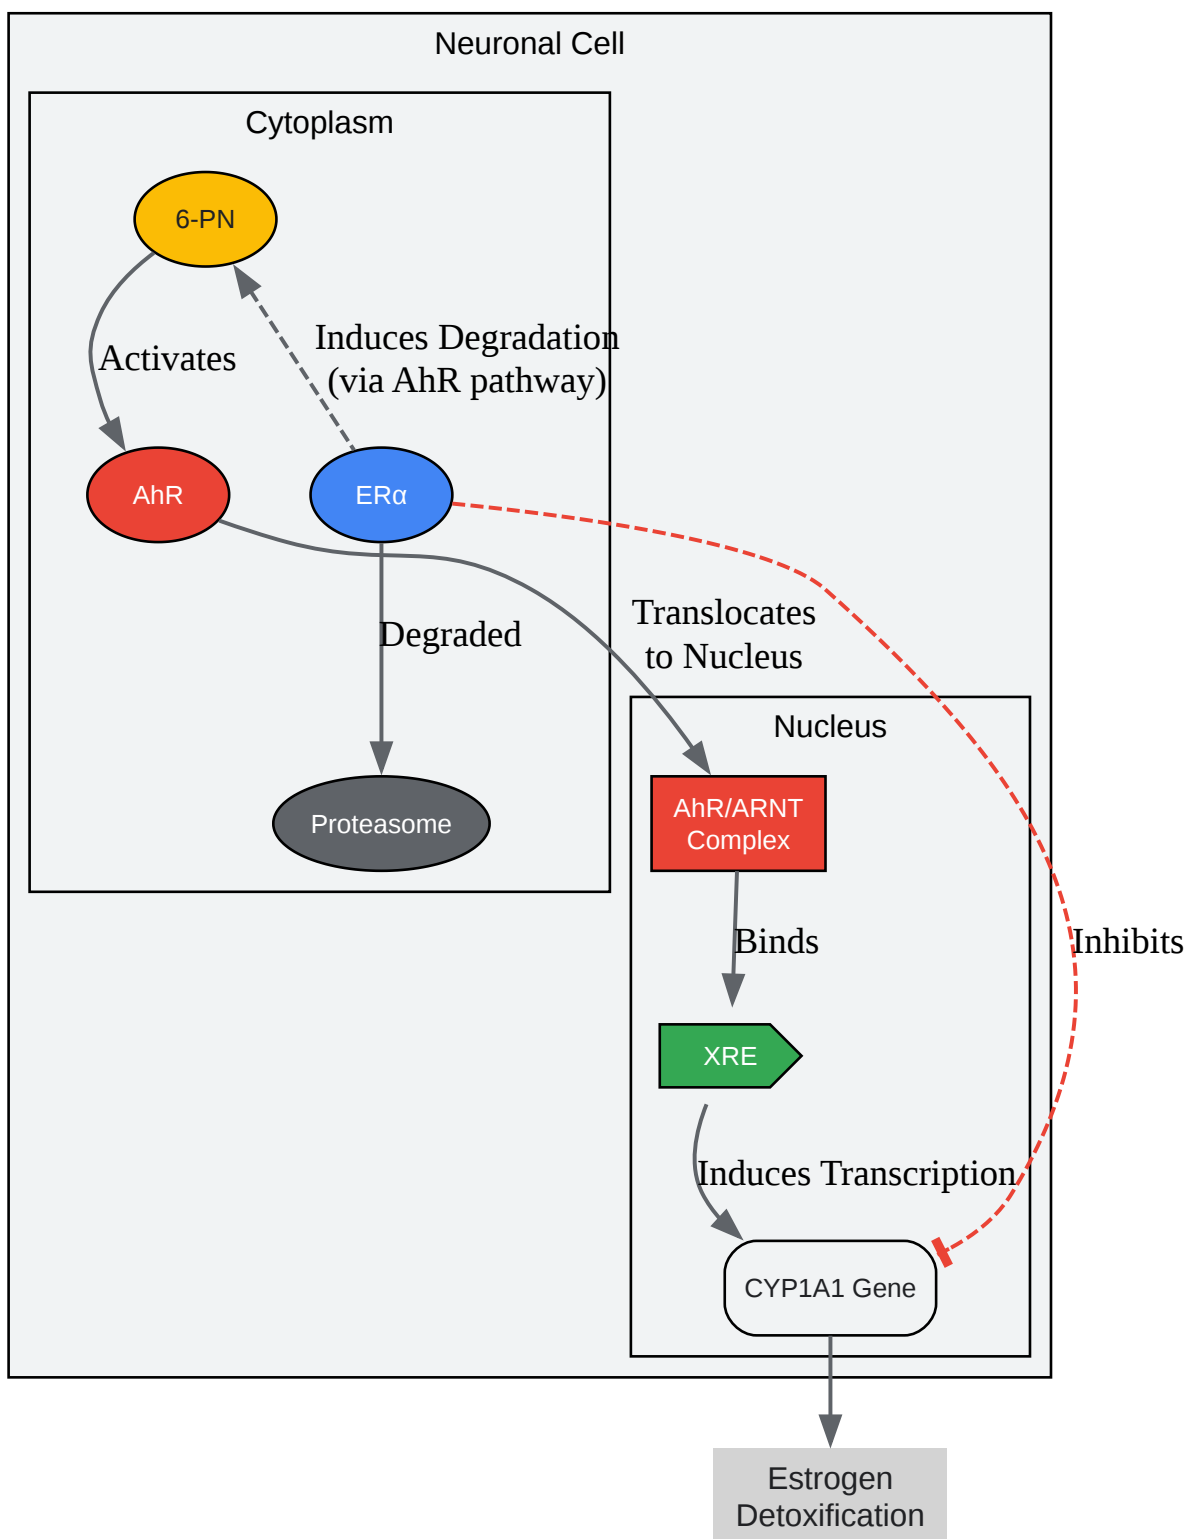 Neuronal Cell
Cytoplasm
6-PN
Induces Degradation
(via AhR pathway)
Activates
AhR
ERα
Translocates
to Nucleus
Degraded
Nucleus
Proteasome
AhR/ARNT
Complex
Binds
Inhibits
XRE
Induces Transcription
CYP1A1 Gene
Estrogen
Detoxification